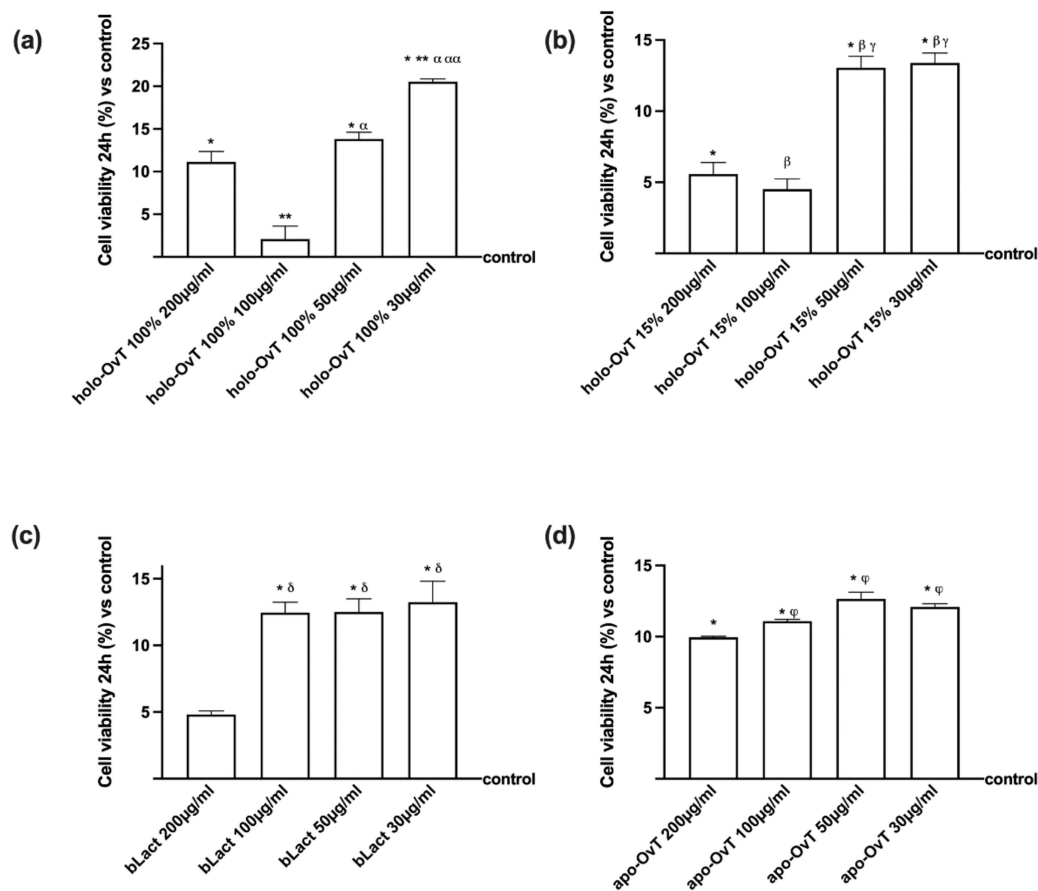 (a)
Cell viability 24h (%) vs control
25
20
15
10
5
*
**
* α
* ** α αα
control
holo-OvT 100% 200μg/ml
holo-OvT 100% 100μg/ml
holo-OvT 100% 50μg/ml
holo-OvT 100% 30μg/ml
(b)
Cell viability 24h (%) vs control
15
10
5
*
β
* β γ
* β γ
control
holo-OvT 15% 200μg/ml
holo-OvT 15% 100μg/ml
holo-OvT 15% 50μg/ml
holo-OvT 15% 30μg/ml
(c)
Cell viability 24h (%) vs control
15
10
5
* δ
* δ
* δ
control
bLact 200μg/ml
bLact 100μg/ml
bLact 50μg/ml
bLact 30μg/ml
(d)
Cell viability 24h (%) vs control
15
10
5
*
* φ
* φ
* φ
control
apo-OvT 200μg/ml
apo-OvT 100μg/ml
apo-OvT 50μg/ml
apo-OvT 30μg/ml